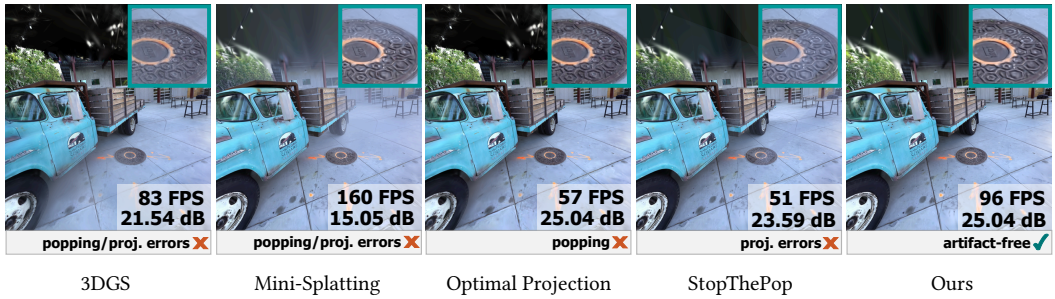 83 FPS
21.54 dB
popping/proj. errors
3DGS
160 FPS
15.05 dB
popping/proj. errors
Mini-Splatting
57 FPS
25.04 dB
popping
Optimal Projection
51 FPS
23.59 dB
proj. errors
StopThePop
96 FPS
25.04 dB
artifact-free
Ours